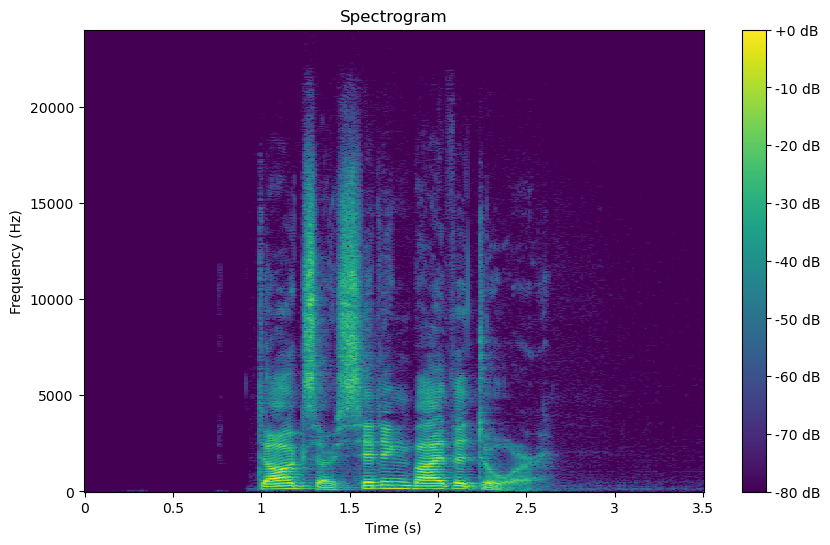 Spectrogram
+0 dB
20000
-10 dB
-20 dB
15000
-30 dB
Frequency (Hz)
-40 dB
10000
-50 dB
5000
-60 dB
-70 dB
0
-80 dB
0 0.5 1 1.5 2 2.5 3 3.5
Time (s)